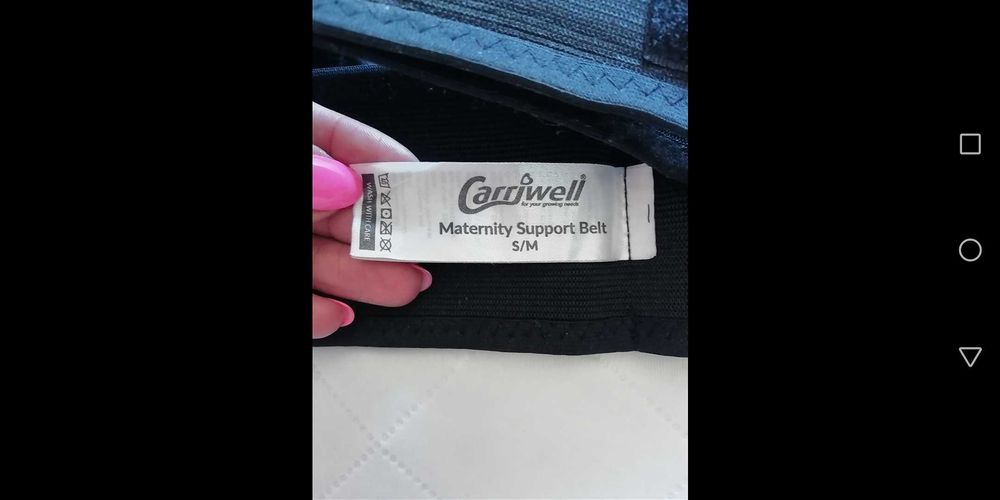 Carriwell®
for your growing needs
Maternity Support Belt
S/M
WASH WITH CARE